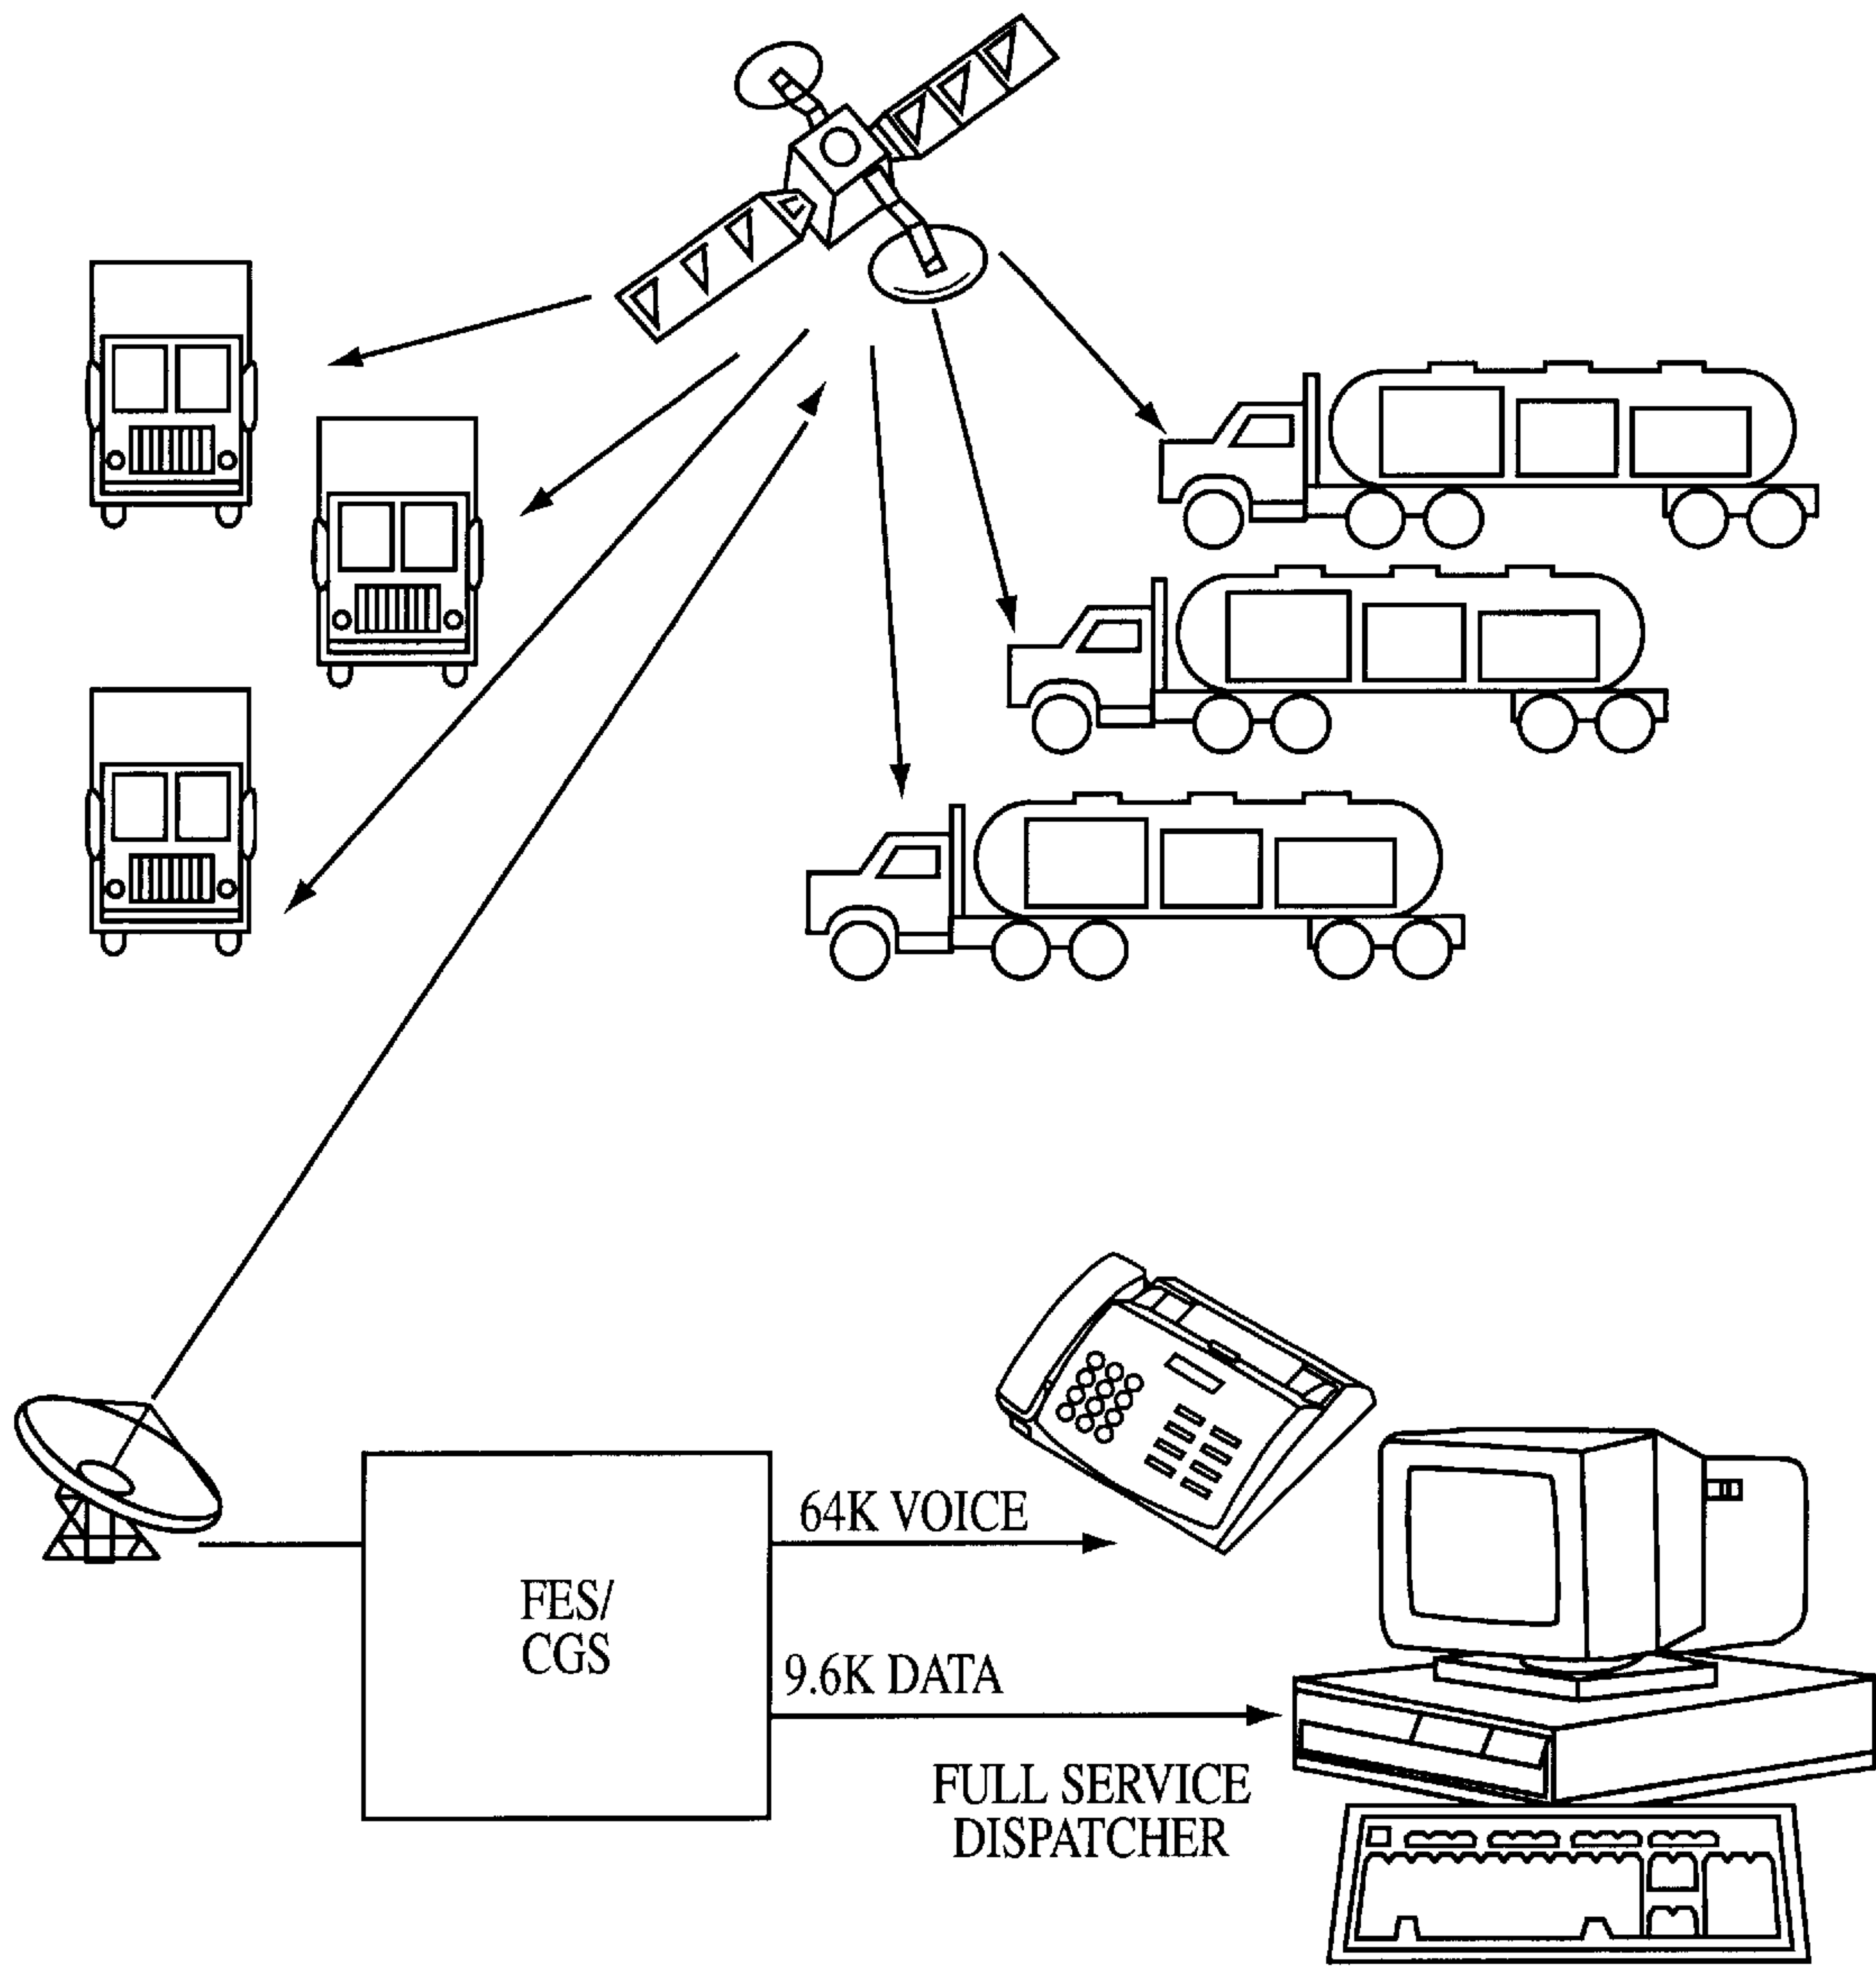 64K VOICE
FES/
CGS
9.6K DATA
FULL SERVICE
DISPATCHER